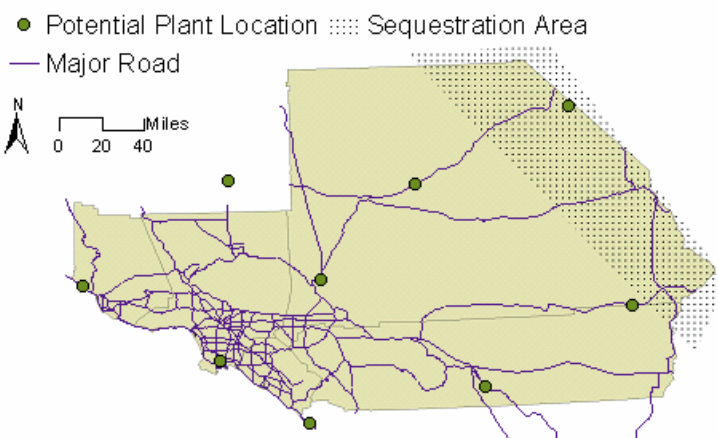 Potential Plant Location Sequestration Area
Major Road
N
Miles
0 20 40